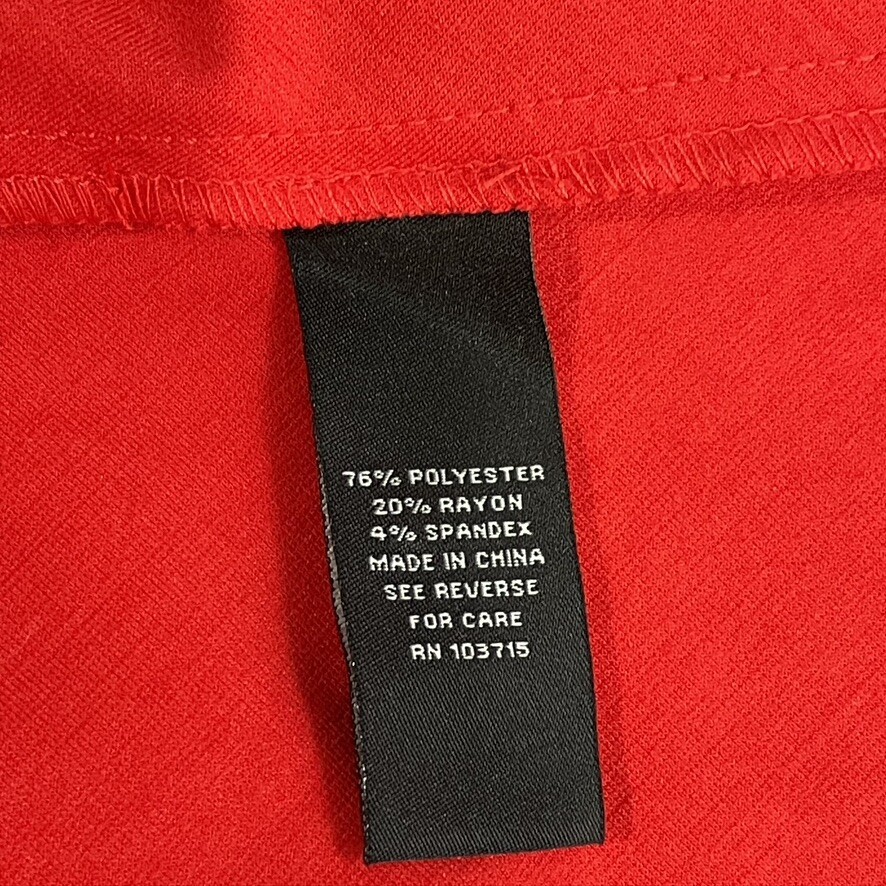 76% POLYESTER
20% RAYON
4% SPANDEX
MADE IN CHINA
SEE REVERSE
FOR CARE
RN 103715